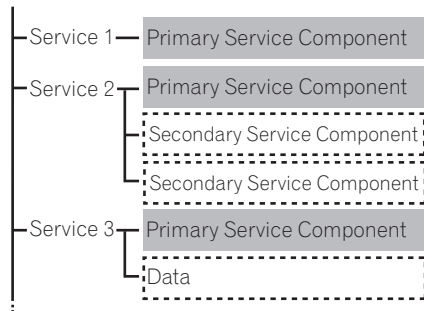 Service 1 Primary Service Component
Service 2 Primary Service Component
Secondary Service Component
Secondary Service Component
Service 3 Primary Service Component
Data